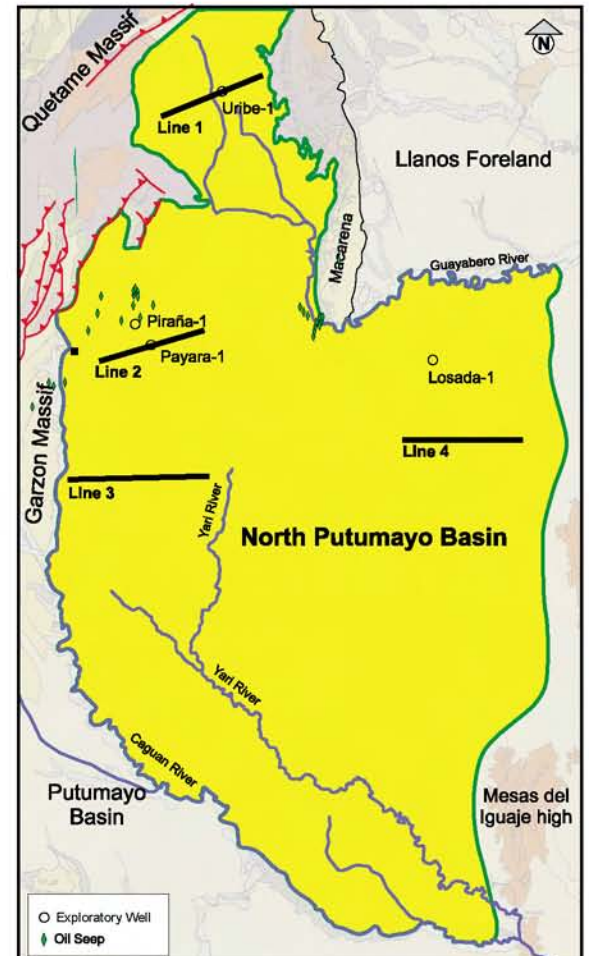 N
Quetame Massif
Uribe-1
Line 1
Llanos Foreland
Macarena
Guayabero River
Piraña-1
Payara-1
Line 2
Losada-1
Garzon Massif
Line 4
Line 3
Yari River
North Putumayo Basin
Yari River
Caguan River
Putumayo
Basin
Mesas del
Iguaje high
Exploratory Well
Oil Seep